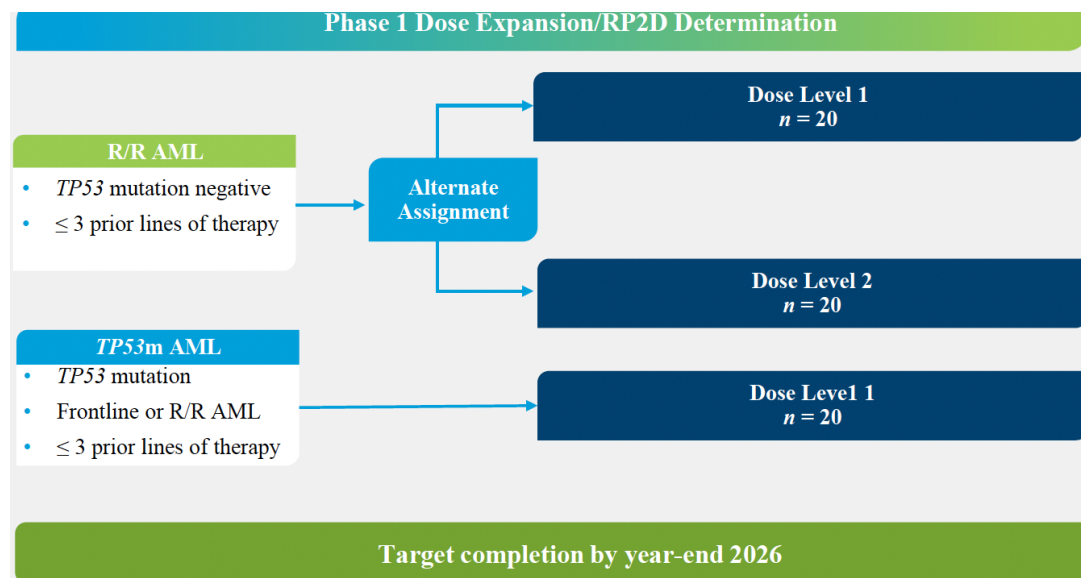 Phase 1 Dose Expansion/RP2D Determination
Dose Level 1
n = 20
R/R AML
• TP53 mutation negative
• ≤ 3 prior lines of therapy
Alternate
Assignment
Dose Level 2
n = 20
TP53m AML
• TP53 mutation
• Frontline or R/R AML
• ≤ 3 prior lines of therapy
Dose Leve1 1
n = 20
Target completion by year-end 2026